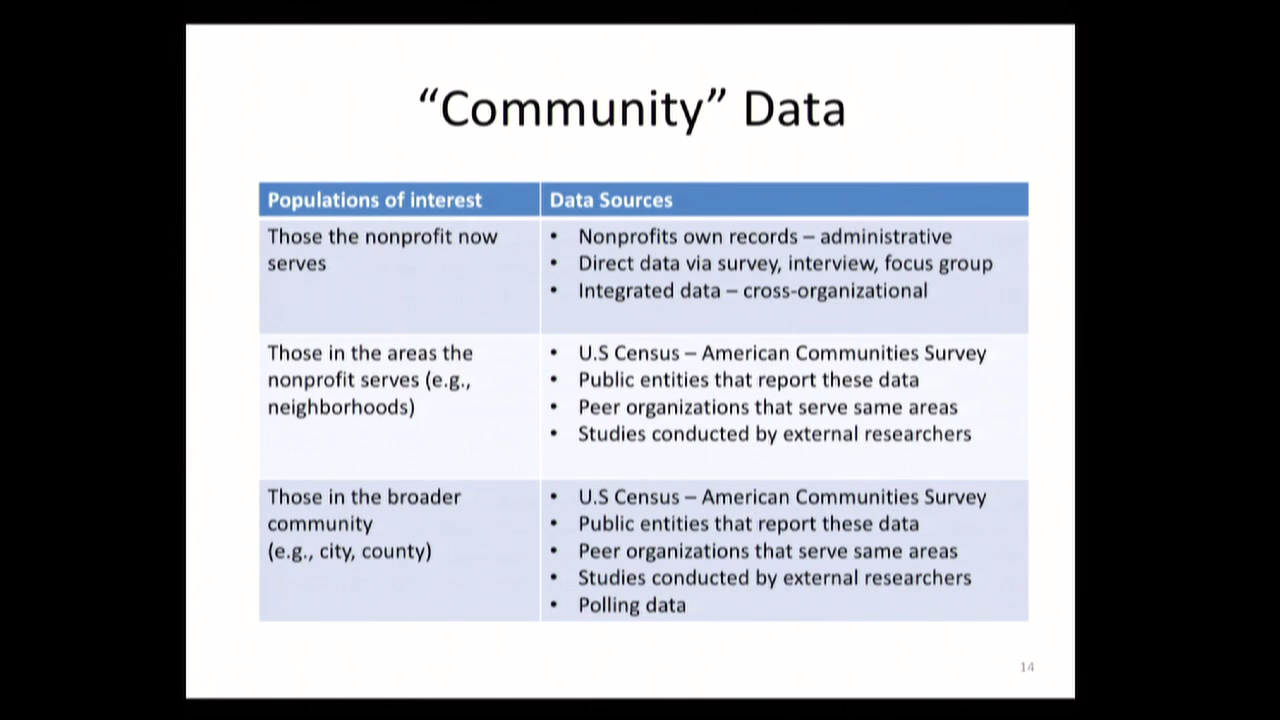 “Community” Data
Populations of interest
Data Sources
Those the nonprofit now
serves
• Nonprofits own records – administrative
• Direct data via survey, interview, focus group
• Integrated data – cross-organizational
Those in the areas the
nonprofit serves (e.g.,
neighborhoods)
• U.S Census – American Communities Survey
• Public entities that report these data
• Peer organizations that serve same areas
• Studies conducted by external researchers
Those in the broader
community
(e.g., city, county)
• U.S Census – American Communities Survey
• Public entities that report these data
• Peer organizations that serve same areas
• Studies conducted by external researchers
• Polling data
14